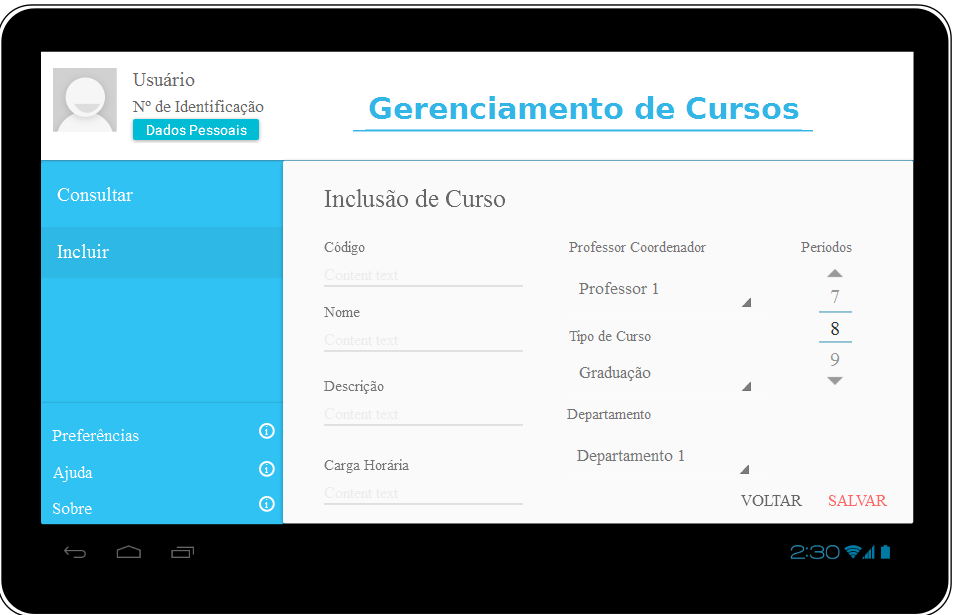 Usuário
Nº de Identificação
Dados Pessoais
Gerenciamento de Cursos
Consultar
Incluir
Preferências
Ajuda
Sobre
Inclusão de Curso
Código
Content text
Nome
Content text
Descrição
Content text
Carga Horária
Content text
Professor Coordenador
Professor 1
Tipo de Curso
Graduação
Departamento
Departamento 1
Periodos
7
8
9
VOLTAR SALVAR
2:30